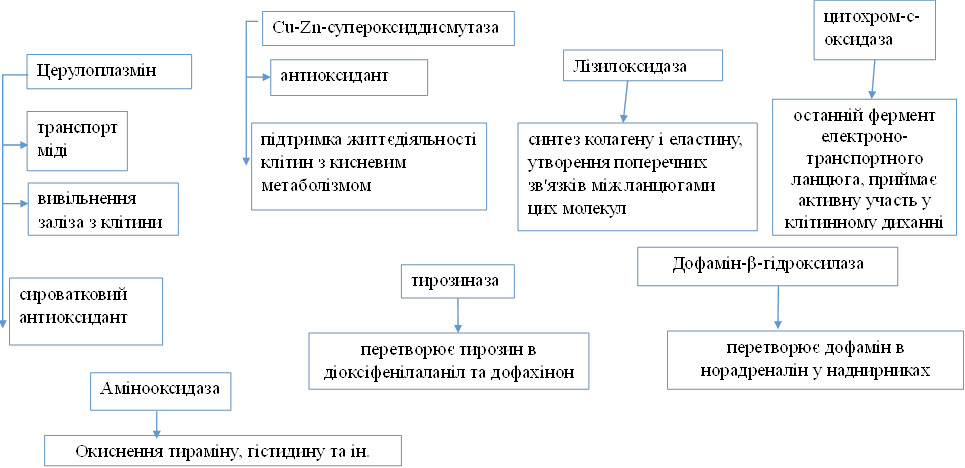 Церулоплазмін
транспорт
міді
вивільнення
заліза з клітини
сироватковий
антиоксидант
Cu-Zn-супероксиддисмутаза
антиоксидант
підтримка життєдіяльності
клітин з кисневим
метаболізмом
Лізилоксидаза
синтез колагену і еластину,
утворення поперечних
зв'язків між ланцюгами
цих молекул
цитохром-с-
оксидаза
останній фермент
електроно-
транспортного
ланцюга, приймає
активну участь у
клітинному диханні
тирозиназа
перетворює тирозин в
діоксіфенілаланіл та дофахінон
Дофамін-β-гідроксилаза
перетворює дофамін в
норадреналін у наднирниках
Амінооксидаза
Окиснення тираміну, гістидину та ін.